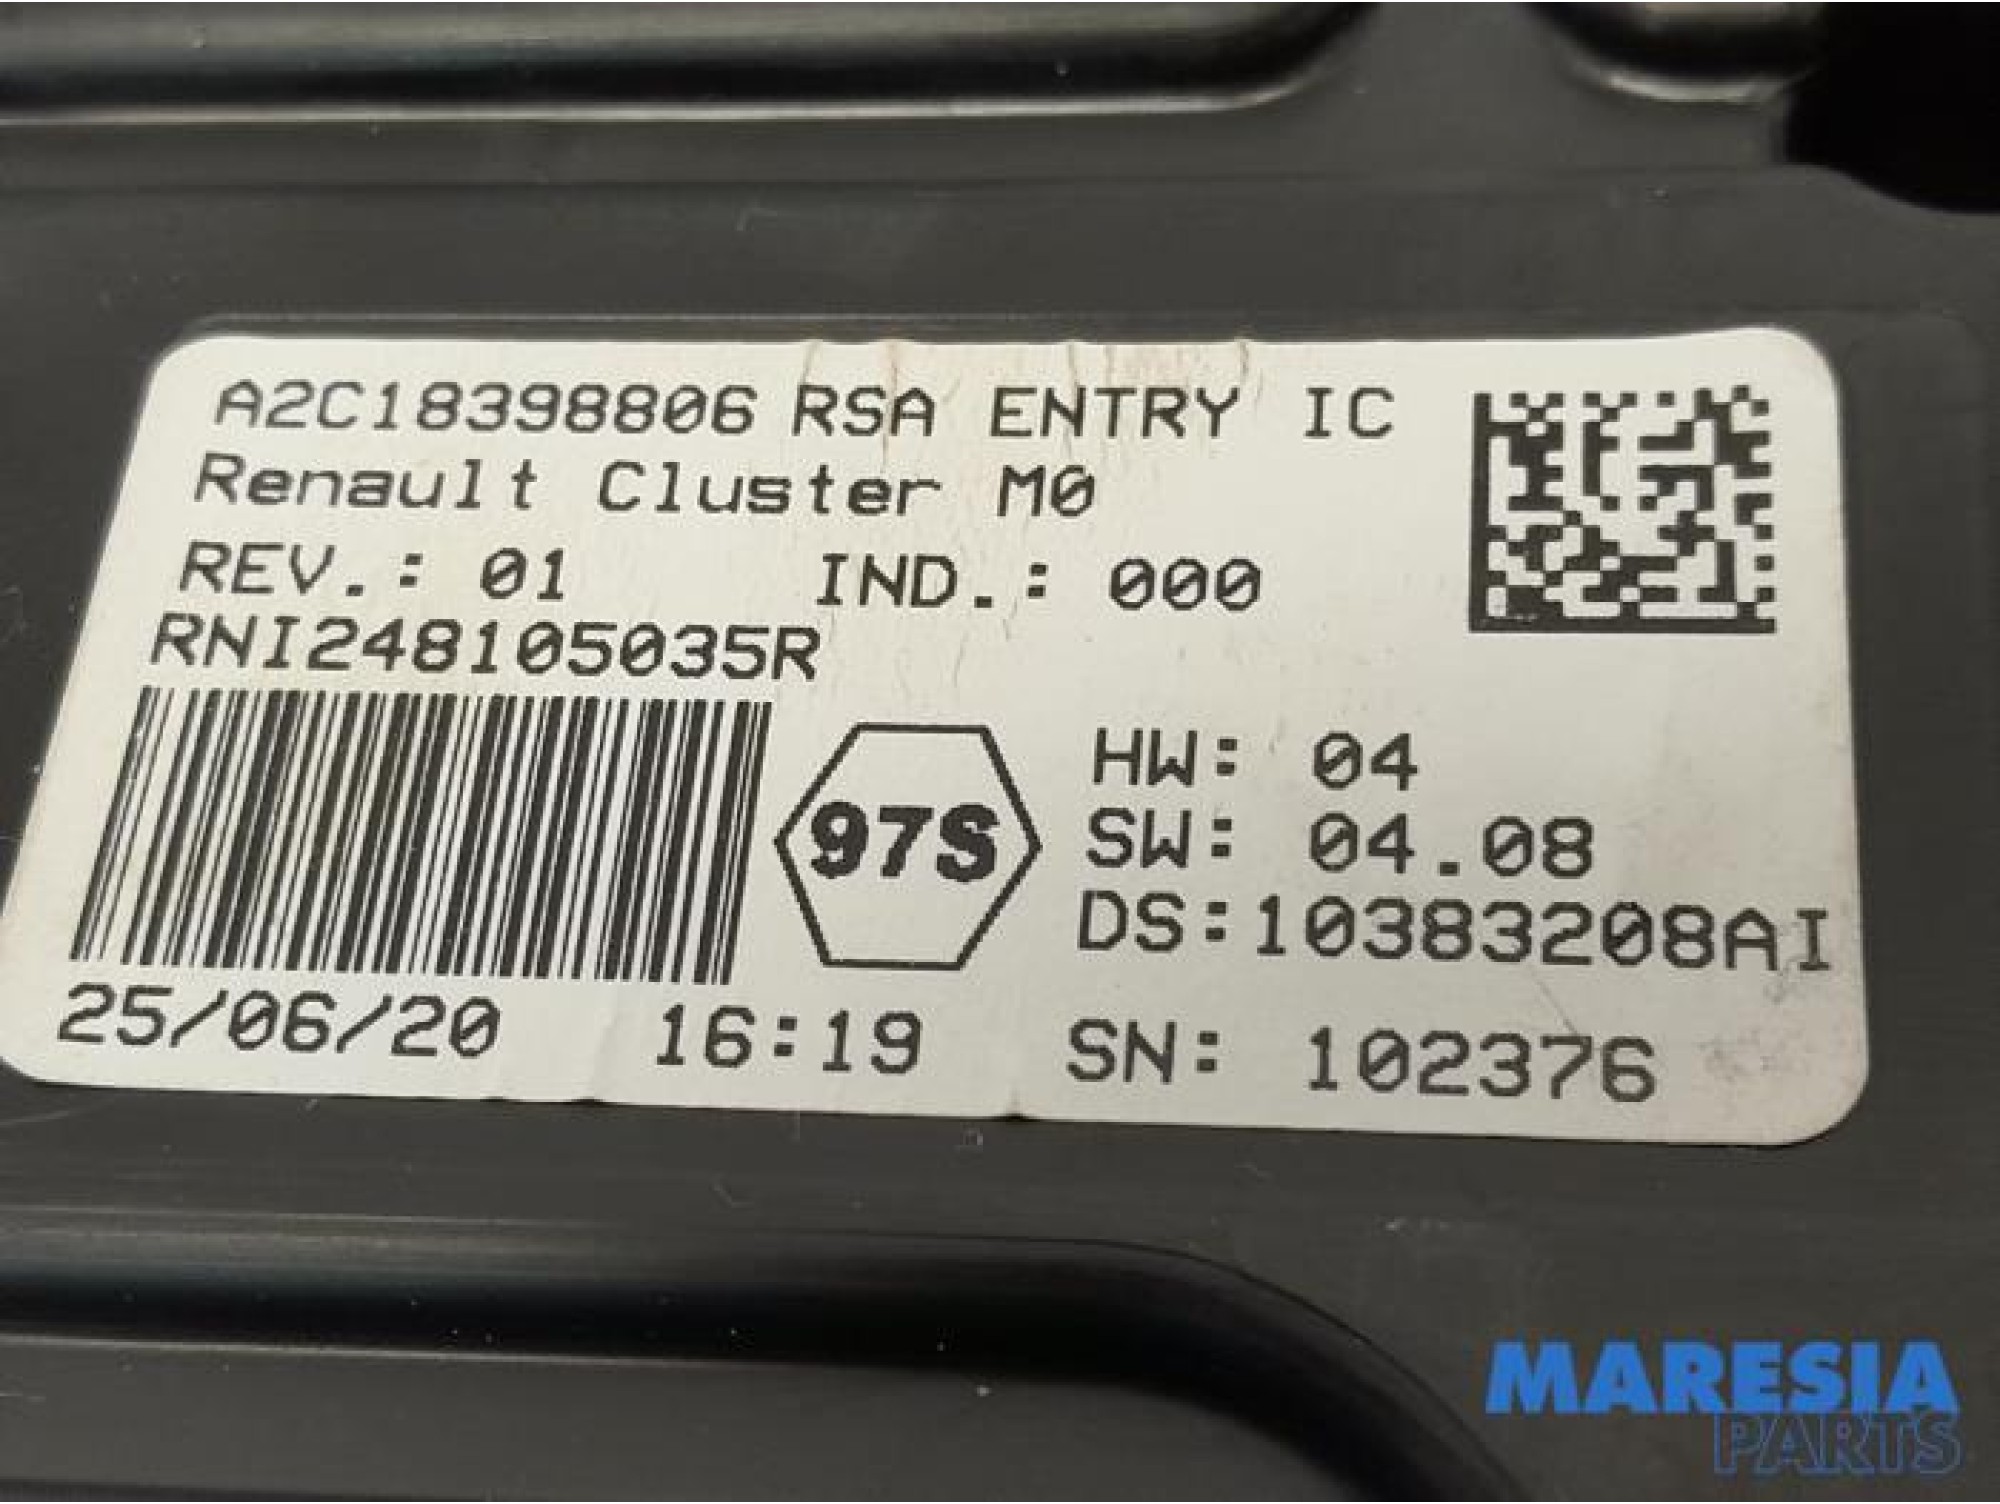 A2C18398806 RSA ENTRY IC
Renault Cluster M0
REV.: 01 IND.: 000
RNI248105035R
97S
HW: 04
SW: 04.08
DS:10383208AI
25/06/20 16:19 SN: 102376
MARESIA
PARTS